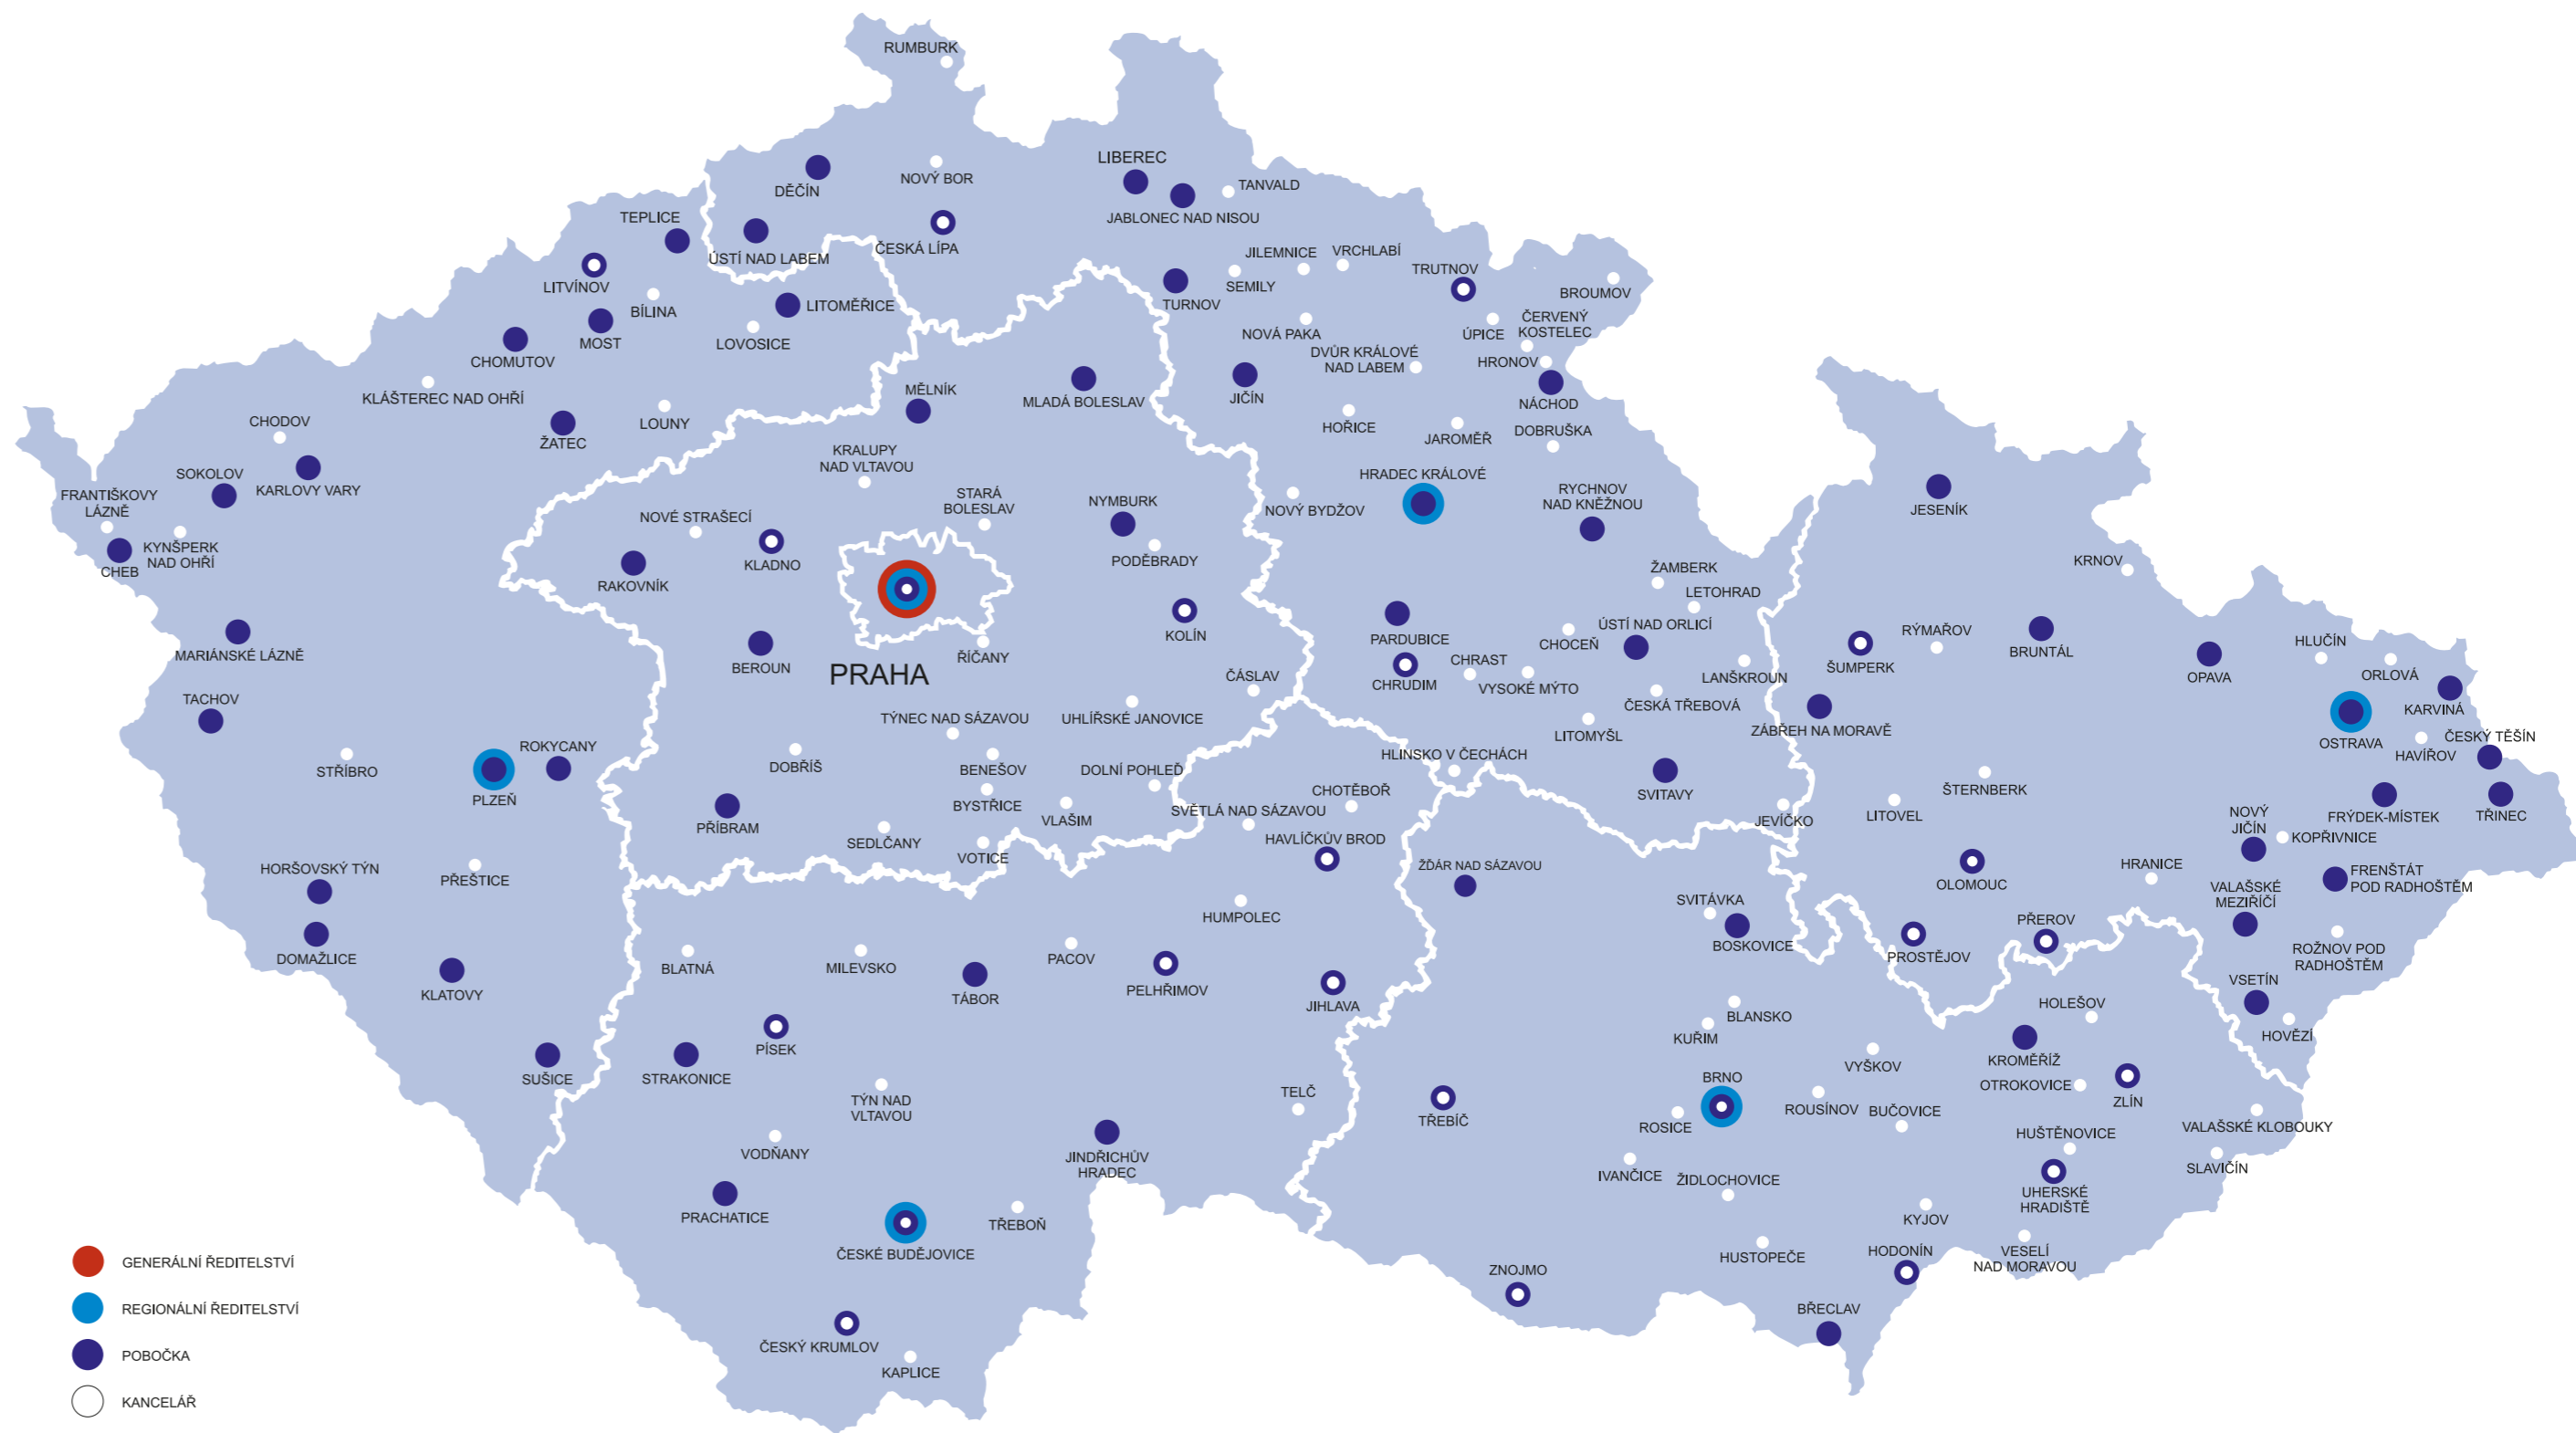 RUMBURK
LIBEREC
DĚČÍN
NOVÝ BOR
TANVALD
JABLONEC NAD NISOU
TEPLICE
ÚSTÍ NAD LABEM
ČESKÁ LÍPA
JILEMNICE
VRCHLABÍ
TRUTNOV
LITVÍNOV
SEMILY
BROUMOV
BÍLINA
LITOMĚŘICE
TURNOV
ČERVENÝ
KOSTELEC
MOST
LOVOSICE
NOVÁ PAKA
ÚPICE
CHOMUTOV
DVŮR KRÁLOVÉ
NAD LABEM
HRONOV
KLÁŠTEREC NAD OHŘÍ
MĚLNÍK
MLADÁ BOLESLAV
JIČÍN
NÁCHOD
CHODOV
LOUNY
ŽATEC
HOŘICE
JAROMĚŘ
DOBRUŠKA
KRALUPY
NAD VLTAVOU
SOKOLOV
KARLOVY VARY
HRADEC KRÁLOVÉ
FRANTIŠKOVY
LÁZNĚ
STARÁ
BOLESLAV
NYMBURK
NOVÝ BYDŽOV
RYCHNOV
NAD KNĚŽNOU
JESENÍK
NOVÉ STRAŠECÍ
KYNŠPERK
NAD OHŘÍ
CHEB
RAKOVNÍK
KLADNO
PODĚBRADY
ŽAMBERK
KRNOV
LETOHRAD
KOLÍN
PARDUBICE
ÚSTÍ NAD ORLICÍ
CHOCEŇ
RÝMAŘOV
BRUNTÁL
HLUČÍN
MARIÁNSKÉ LÁZNĚ
BEROUN
PRAHA
ŘÍČANY
ČÁSLAV
CHRUDIM
CHRAST
VYSOKÉ MÝTO
LANŠKROUN
ŠUMPERK
OPAVA
ORLOVÁ
TACHOV
KARVINÁ
TÝNEC NAD SÁZAVOU
UHLÍŘSKÉ JANOVICE
ČESKÁ TŘEBOVÁ
LITOMYŠL
ZÁBŘEH NA MORAVĚ
OSTRAVA
ČESKÝ TĚŠÍN
HAVÍŘOV
STŘÍBRO
ROKYCANY
PLZEŇ
DOBŘÍŠ
BENEŠOV
DOLNÍ POHLEĎ
HLINSKO V ČECHÁCH
BYSTŘICE
CHOTĚBOŘ
SVITAVY
ŠTERNBERK
PŘÍBRAM
VLAŠIM
SVĚTLÁ NAD SÁZAVOU
JEVÍČKO
LITOVEL
NOVÝ
JIČÍN
FRÝDEK-MÍSTEK
TŘINEC
KOPŘIVNICE
SEDLČANY
VOTICE
HAVLÍČKŮV BROD
ŽĎÁR NAD SÁZAVOU
HORŠOVSKÝ TÝN
PŘEŠTICE
OLOMOUC
HRANICE
FRENŠTÁT
POD RADHOŠTĚM
VALAŠSKÉ
MEZIŘÍČÍ
HUMPOLEC
SVITÁVKA
BOSKOVICE
PROSTĚJOV
PŘEROV
DOMAŽLICE
BLATNÁ
MILEVSKO
PACOV
ROŽNOV POD
RADHOŠTĚM
KLATOVY
TÁBOR
PELHŘIMOV
JIHLAVA
VSETÍN
HOLEŠOV
BLANSKO
KUŘIM
HOVĚZÍ
PÍSEK
SUŠICE
STRAKONICE
VYŠKOV
KROMĚŘÍŽ
BRNO
OTROKOVICE
ZLÍN
TELČ
TÝN NAD
VLTAVOU
TŘEBÍČ
ROSICE
ROUSÍNOV
BUČOVICE
VALAŠSKÉ KLOBOUKY
HUŠTĚNOVICE
VODŇANY
JINDŘICHŮV
HRADEC
IVANČICE
ŽIDLOCHOVICE
SLAVIČÍN
UHERSKÉ
HRADIŠTĚ
PRACHATICE
TŘEBOŇ
KYJOV
ČESKÉ BUDĚJOVICE
HUSTOPEČE
HODONÍN
VESELÍ
NAD MORAVOU
ZNOJMO
BŘECLAV
ČESKÝ KRUMLOV
KAPLICE
GENERÁLNÍ ŘEDITELSTVÍ
REGIONÁLNÍ ŘEDITELSTVÍ
POBOČKA
KANCELÁŘ